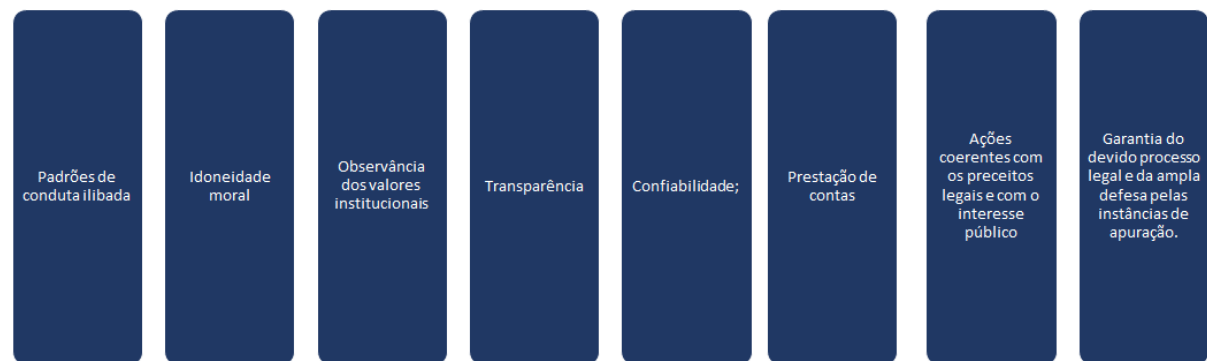 Padrões de
conduta ilibada
Idoneidade
moral
Observância
dos valores
institucionais
Transparência
Confiabilidade;
Prestação de
contas
Ações
coerentes com
os preceitos
legais e com o
interesse
público
Garantia do
devido processo
legal e da ampla
defesa pelas
instâncias de
apuração.